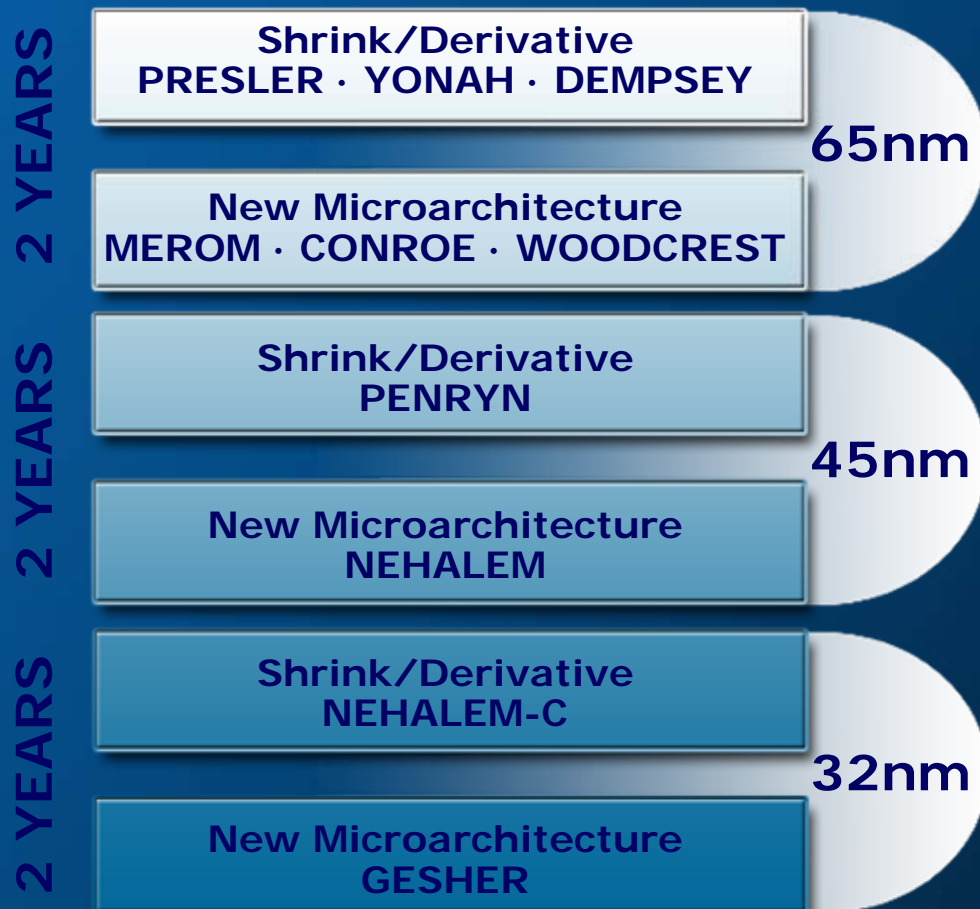 2 YEARS
Shrink/Derivative
PRESLER · YONAH · DEMPSEY
New Microarchitecture
MEROM · CONROE · WOODCREST
65nm
2 YEARS
Shrink/Derivative
PENRYN
New Microarchitecture
NEHALEM
45nm
2 YEARS
Shrink/Derivative
NEHALEM-C
New Microarchitecture
GESHER
32nm